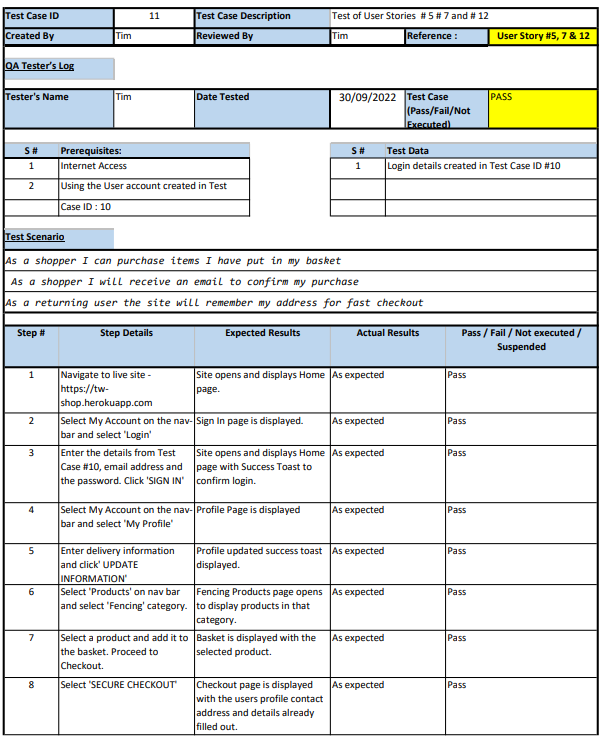 Test Case ID 11 Test Case Description Test of User Stories # 5 # 7 and # 12
Created By Tim Reviewed By Tim Reference : User Story #5, 7 & 12
QA Tester's Log
Tester's Name Tim Date Tested 30/09/2022 Test Case PASS
(Pass/Fail/Not
Executed)
S # Prerequisites: S # Test Data
1 Internet Access 1 Login details created in Test Case ID #10
2 Using the User account created in Test
Case ID : 10
Test Scenario
As a shopper I can purchase items I have put in my basket
As a shopper I will receive an email to confirm my purchase
As a returning user the site will remember my address for fast checkout
Step # Step Details Expected Results Actual Results Pass / Fail / Not executed /
Suspended
1 Navigate to live site - Site opens and displays Home As expected Pass
https://tw- page.
shop.herokuapp.com
2 Select My Account on the nav- Sign In page is displayed. As expected Pass
bar and select 'Login'
3 Enter the details from Test Site opens and displays Home As expected Pass
Case #10, email address and page with Success Toast to
the password. Click 'SIGN IN' confirm login.
4 Select My Account on the nav- Profile Page is displayed As expected Pass
bar and select 'My Profile'
5 Enter delivery information Profile updated success toast As expected Pass
and click' UPDATE displayed.
INFORMATION'
6 Select 'Products' on nav bar Fencing Products page opens As expected Pass
and select 'Fencing' category. to display products in that
category.
7 Select a product and add it to Basket is displayed with the As expected Pass
the basket. Proceed to selected product.
Checkout.
8 Select 'SECURE CHECKOUT' Checkout page is displayed As expected Pass
with the users profile contact
address and details already
filled out.